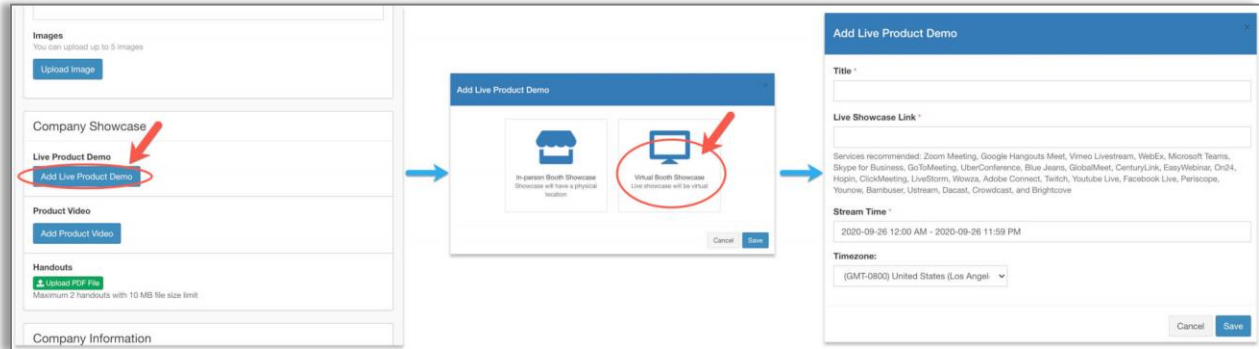 Images
You can upload up to 5 images
Upload Image
Company Showcase
Live Product Demo
Add Live Product Demo
Product Video
Add Product Video
Handouts
Upload PDF File
Maximum 2 handouts with 10 MB file size limit
Company Information
Add Live Product Demo
In-person Booth Showcase
Showcase will have a physical
location
Virtual Booth Showcase
Live showcase will be virtual
Cancel
Save
Add Live Product Demo
Title *
Live Showcase Link *
Services recommended: Zoom Meeting, Google Hangouts Meet, Vimeo Livestream, WebEx, Microsoft Teams,
Skype for Business, GoToMeeting, UberConference, Blue Jeans, GlobalMeet, CenturyLink, EasyWebinar, On24,
Hopin, ClickMeeting, LiveStorm, Wowza, Adobe Connect, Twitch, Youtube Live, Facebook Live, Periscope,
Younow, Bambuser, Ustream, Dacast, Crowdcast, and Brightcove
Stream Time *
2020-09-26 12:00 AM - 2020-09-26 11:59 PM
Timezone:
(GMT-0800) United States (Los Angel
Cancel
Save